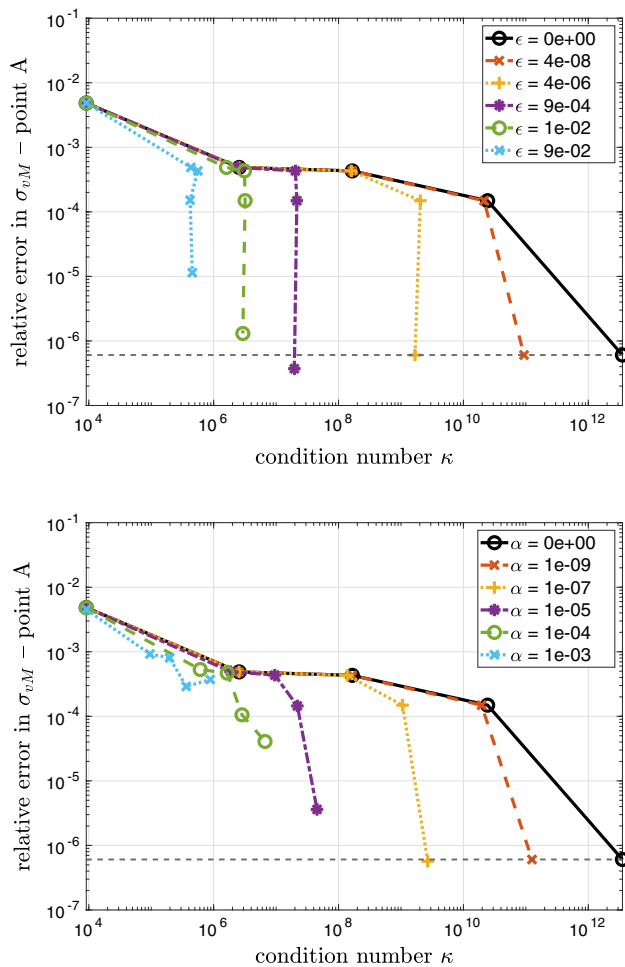 10^-1
10^-2
10^-3
10^-4
10^-5
10^-6
10^-7
relative error in σ_vM − point A
ϵ = 0e+00
ϵ = 4e-08
ϵ = 4e-06
ϵ = 9e-04
ϵ = 1e-02
ϵ = 9e-02
10^4 10^6 10^8 10^10 10^12
condition number κ
10^-1
10^-2
10^-3
10^-4
10^-5
10^-6
10^-7
relative error in σ_vM − point A
α = 0e+00
α = 1e-09
α = 1e-07
α = 1e-05
α = 1e-04
α = 1e-03
10^4 10^6 10^8 10^10 10^12
condition number κ